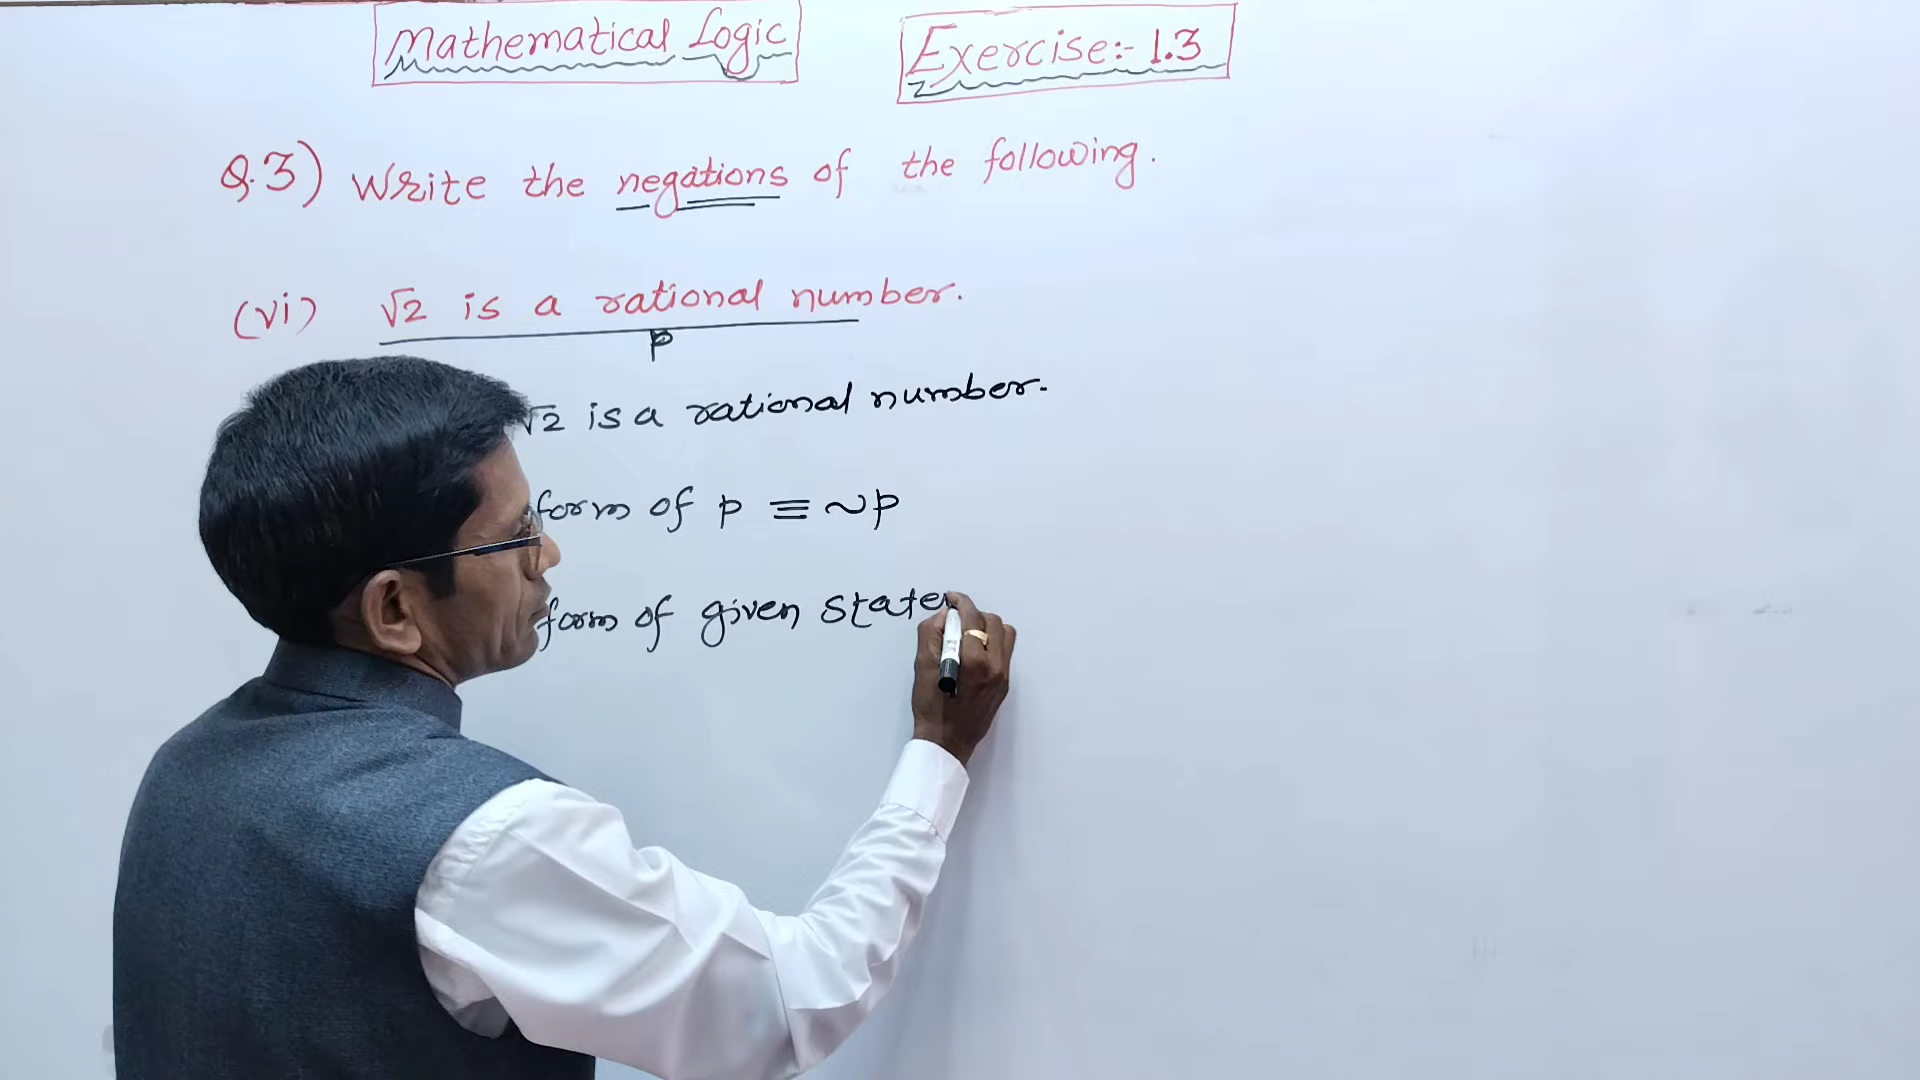 Mathematical Logic
Exercise:- 1.3
Q.3) Write the negations of the following.
(vi) √2 is a rational number.
p
√2 is a rational number.
form of p ≡ ~p
form of given state